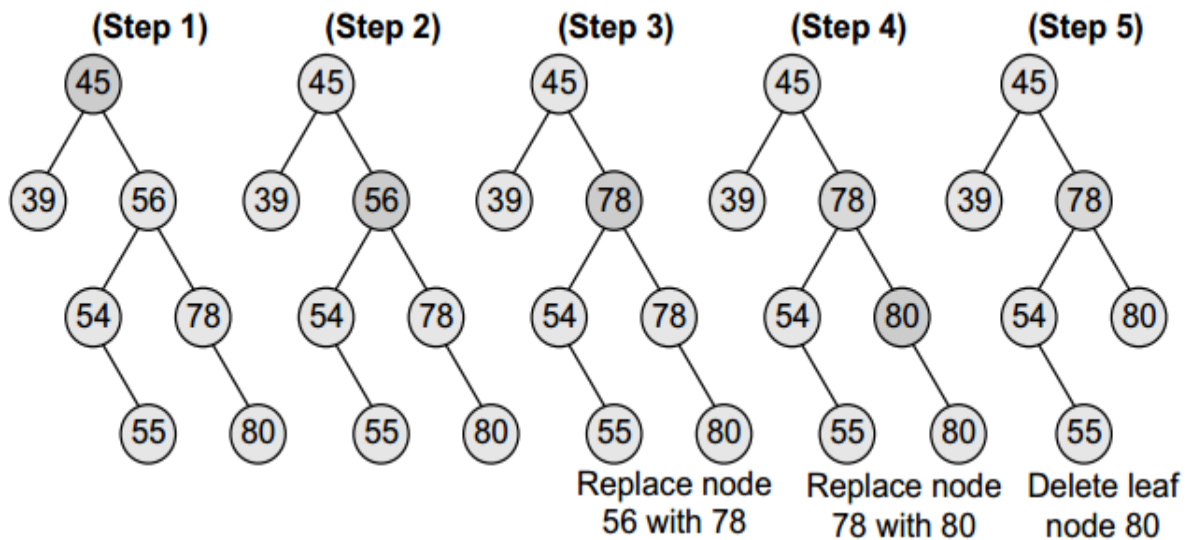 (Step 1) (Step 2) (Step 3) (Step 4) (Step 5)
45 45 45 45 45
39 56 39 56 39 78 39 78 39 78
54 78 54 78 54 78 54 80 54 80
55 80 55 80 55 80 55 80 55
Replace node Replace node Delete leaf
56 with 78 78 with 80 node 80